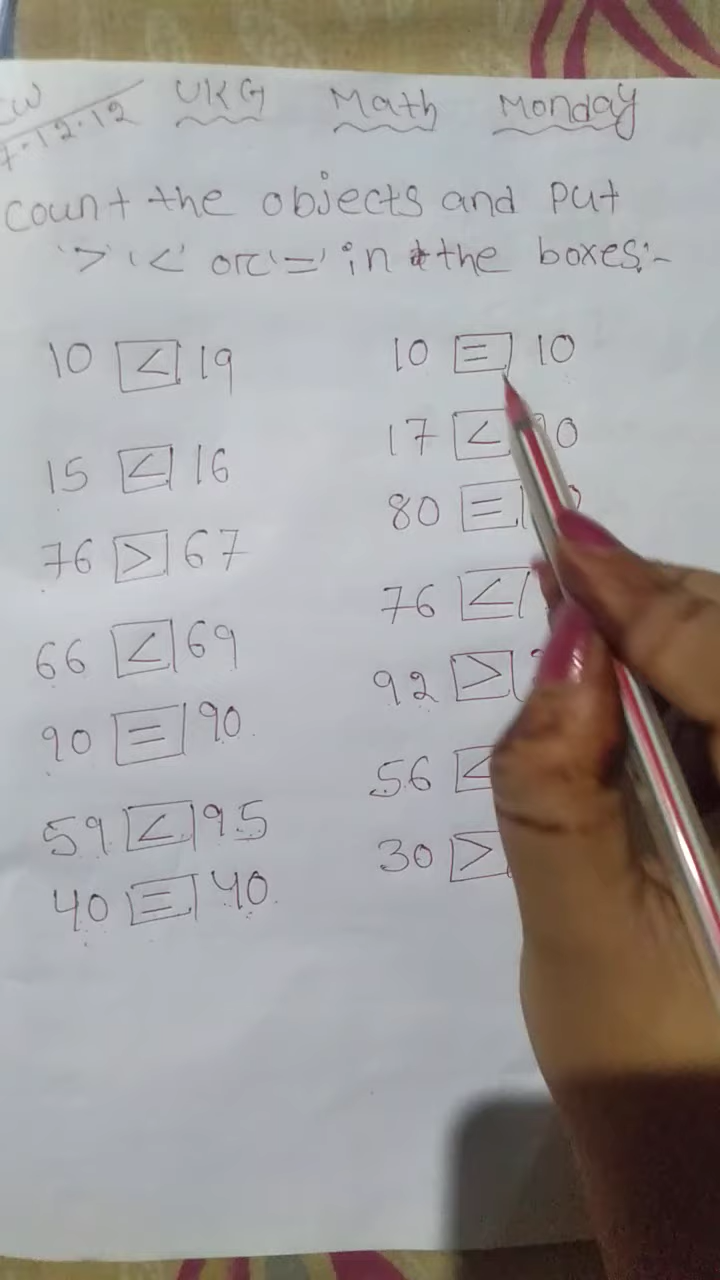 CW UKG Math Monday
7.12.12
Count the objects and put
'>' '<' or '=' in the boxes:-
10 < 19
15 < 16
76 > 67
66 < 69
90 = 90
59 < 95
40 = 40
10 = 10
17 <
80 =
76 <
92 >
56 <
30 >